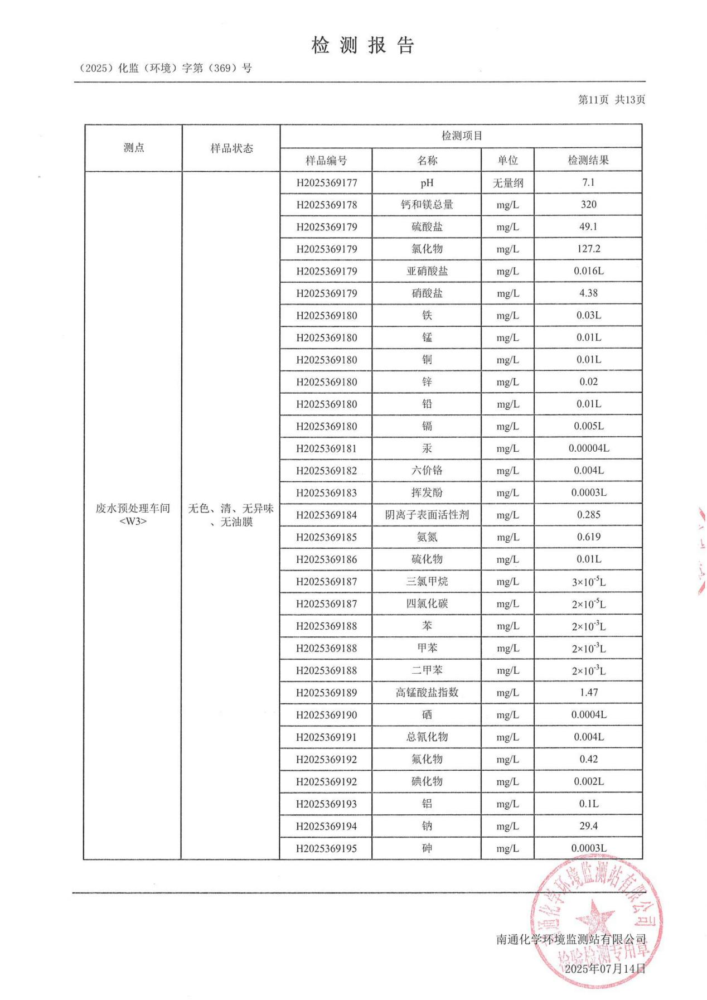 检测报告
（2025）化监（环境）字第（369）号
第11页 共13页
测点 样品状态 检测项目
样品编号 名称 单位 检测结果
H2025369177 pH 无量纲 7.1
H2025369178 钙和镁总量 mg/L 320
H2025369179 硫酸盐 mg/L 49.1
H2025369179 氯化物 mg/L 127.2
H2025369179 亚硝酸盐 mg/L 0.016L
H2025369179 硝酸盐 mg/L 4.38
H2025369180 铁 mg/L 0.03L
H2025369180 锰 mg/L 0.01L
H2025369180 铜 mg/L 0.01L
H2025369180 锌 mg/L 0.02
H2025369180 铅 mg/L 0.01L
H2025369180 镉 mg/L 0.005L
H2025369181 汞 mg/L 0.00004L
H2025369182 六价铬 mg/L 0.004L
H2025369183 挥发酚 mg/L 0.0003L
废水预处理车间
<W3>
无色、清、无异味
、无油膜
H2025369184 阴离子表面活性剂 mg/L 0.285
H2025369185 氨氮 mg/L 0.619
H2025369186 硫化物 mg/L 0.01L
H2025369187 三氯甲烷 mg/L 3×10⁻⁵L
H2025369187 四氯化碳 mg/L 2×10⁻⁵L
H2025369188 苯 mg/L 2×10⁻³L
H2025369188 甲苯 mg/L 2×10⁻³L
H2025369188 二甲苯 mg/L 2×10⁻³L
H2025369189 高锰酸盐指数 mg/L 1.47
H2025369190 硒 mg/L 0.0004L
H2025369191 总氰化物 mg/L 0.004L
H2025369192 氟化物 mg/L 0.42
H2025369192 碘化物 mg/L 0.002L
H2025369193 铝 mg/L 0.1L
H2025369194 钠 mg/L 29.4
H2025369195 砷 mg/L 0.0003L
南通化学环境监测站有限公司
检验检测专用章
南通化学环境监测站有限公司
2025年07月14日